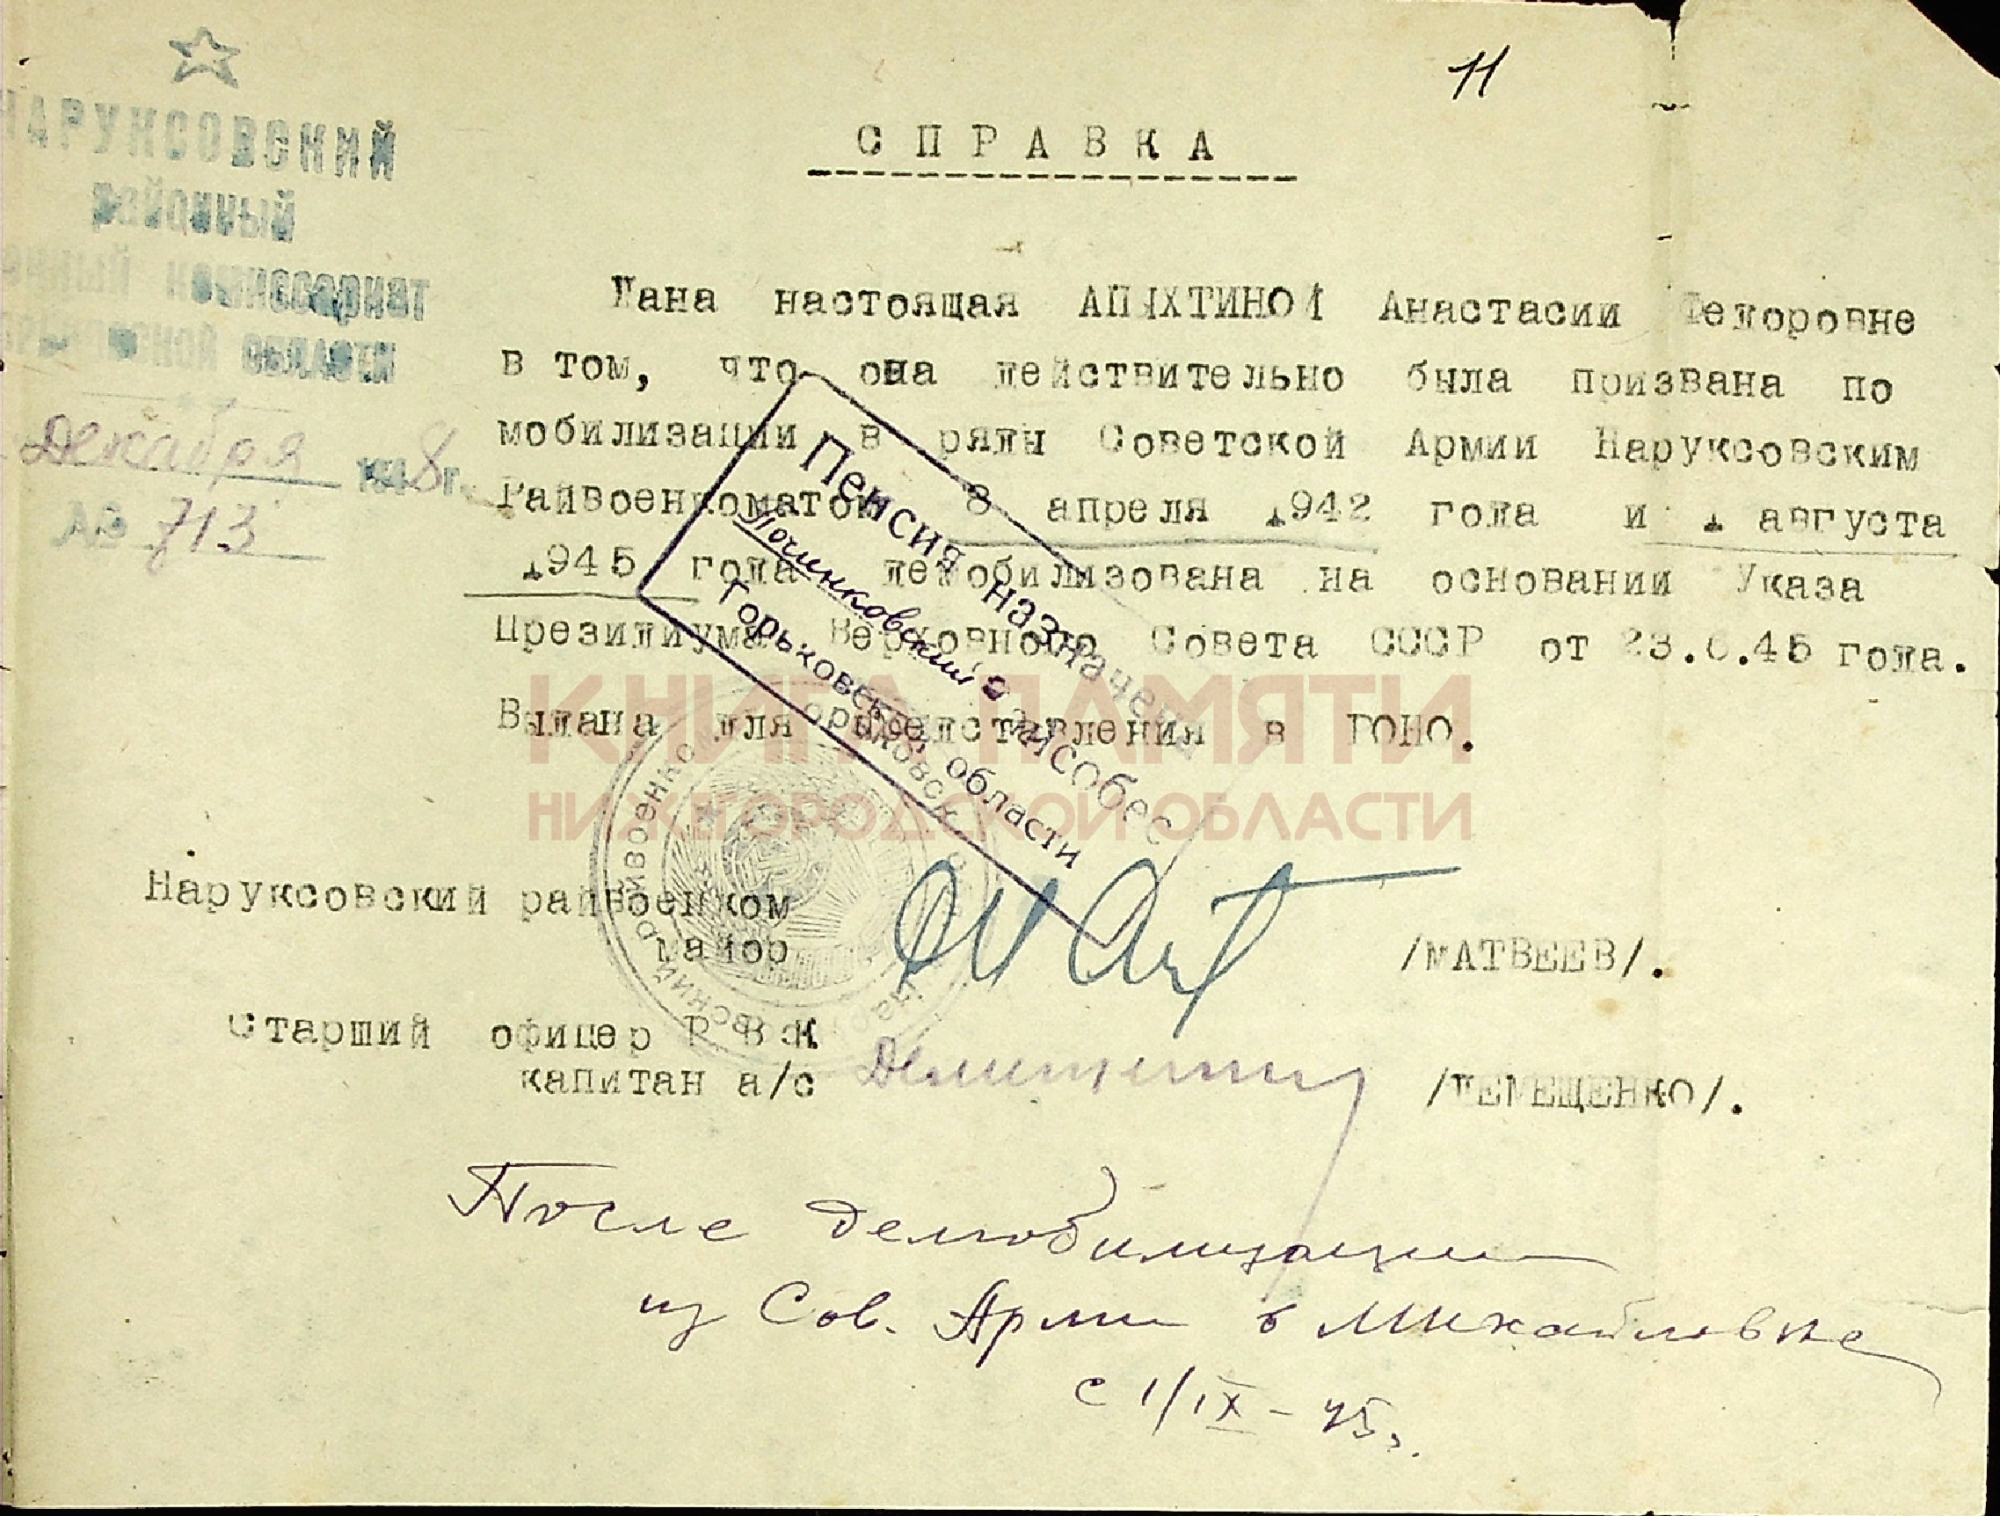 11
НАРУКСОВСКИЙ
районный
военный комиссариат
Горьковской области
Декабря 1948 г.
№ 713
СПРАВКА
Дана настоящая АПЫХТИНОЙ Анастасии Федоровне
в том, что она действительно была призвана по
мобилизации в ряды Советской Армии Наруксовским
Райвоенкоматом 8 апреля 1942 года и 1 августа
1945 года демобилизована на основании Указа
Президиума Верховного Совета СССР от 23.6.45 года.
Выдана для представления в РОНО.
Пенсия назначена
Починковский райсобес
Горьковской области
КНИГА ПАМЯТИ
НИЖЕГОРОДСКОЙ ОБЛАСТИ
Наруксовский райвоенком
майор /МАТВЕЕВ/.
Старший офицер РВК
капитан а/с /ДЕМЕЩЕНКО/.
После демобилизации
из Сов. Армии в Михайловке
с 1/IX - 45 г.